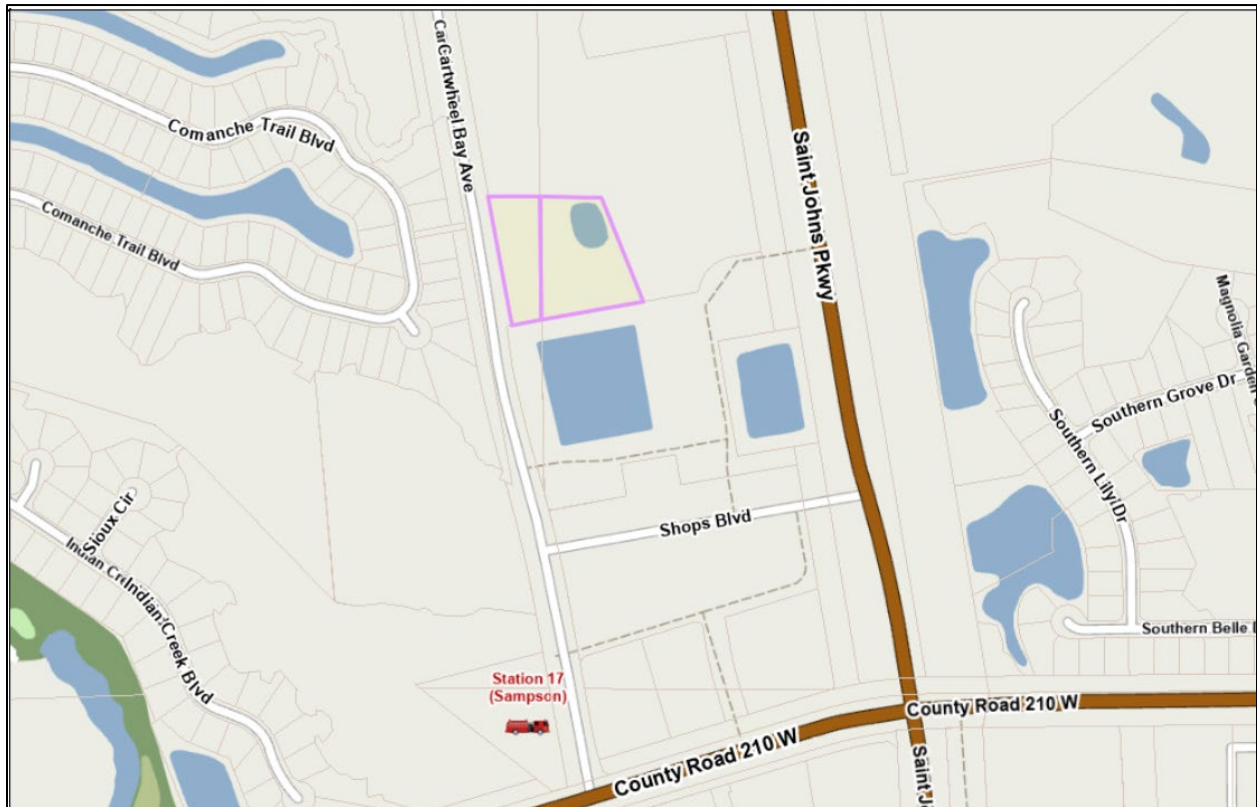 CarCartwheel Bay Ave
Comanche Trail Blvd
Saint Johns Pkwy
Comanche Trail Blvd
Magnolia Garden
Southern Grove Dr
Southern Lily Dr
Sioux Cir
Shops Blvd
Indian CreIndian Creek Blvd
Southern Belle
Station 17
(Sampson)
County Road 210 W
County Road 210 W
Saint J